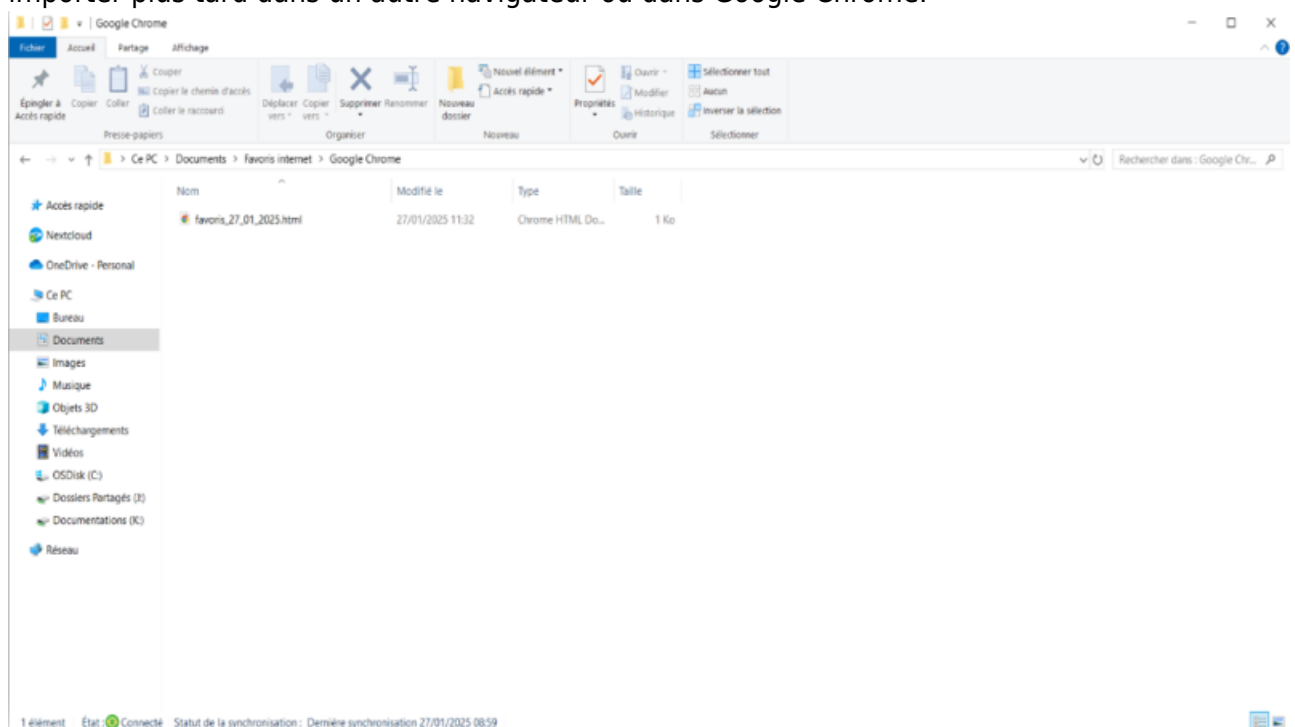 importer plus tard dans un autre navigateur ou dans Google Chrome.
Google Chrome
Fichier Accueil Partage Affichage
Épingler à Accès rapide
Copier
Coller
Couper
Copier le chemin d'accès
Coller le raccourci
Presse-papiers
Déplacer vers
Copier vers
Supprimer
Renommer
Organiser
Nouveau dossier
Nouvel élément
Accès rapide
Nouveau
Propriétés
Ouvrir
Modifier
Historique
Ouvrir
Sélectionner tout
Aucun
Inverser la sélection
Sélectionner
> Ce PC > Documents > Favoris internet > Google Chrome
Rechercher dans : Google Chr...
Nom Modifié le Type Taille
favoris_27_01_2025.html 27/01/2025 11:32 Chrome HTML Do... 1 Ko
Accès rapide
Nextcloud
OneDrive - Personal
Ce PC
Bureau
Documents
Images
Musique
Objets 3D
Téléchargements
Vidéos
OSDisk (C:)
Dossiers Partagés (J:)
Documentations (K:)
Réseau
1 élément État : Connecté Statut de la synchronisation : Dernière synchronisation 27/01/2025 08:59